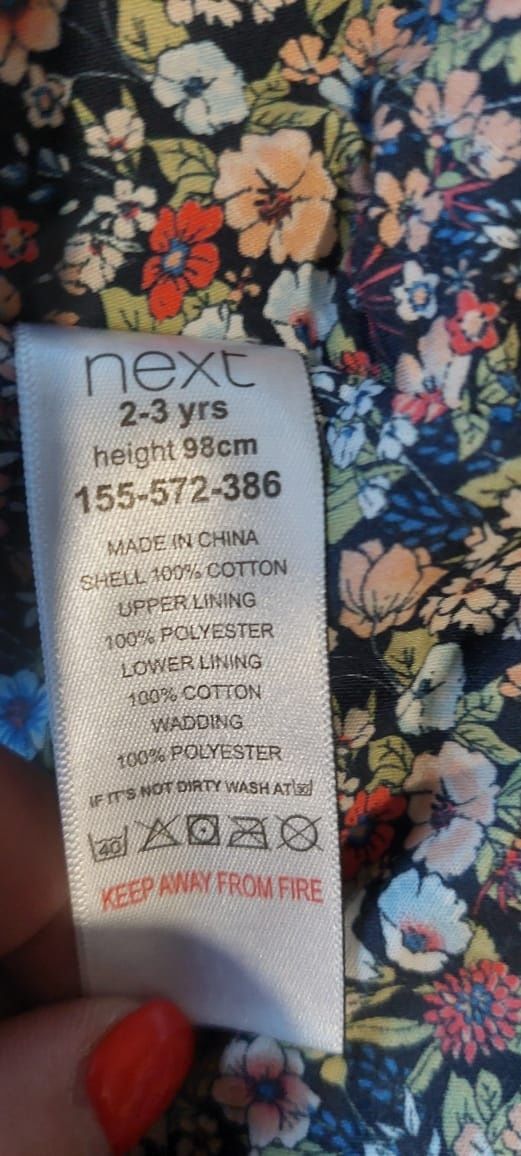 next
2-3 yrs
height 98cm
155-572-386
MADE IN CHINA
SHELL 100% COTTON
UPPER LINING
100% POLYESTER
LOWER LINING
100% COTTON
WADDING
100% POLYESTER
IF IT'S NOT DIRTY WASH AT 30
40
KEEP AWAY FROM FIRE